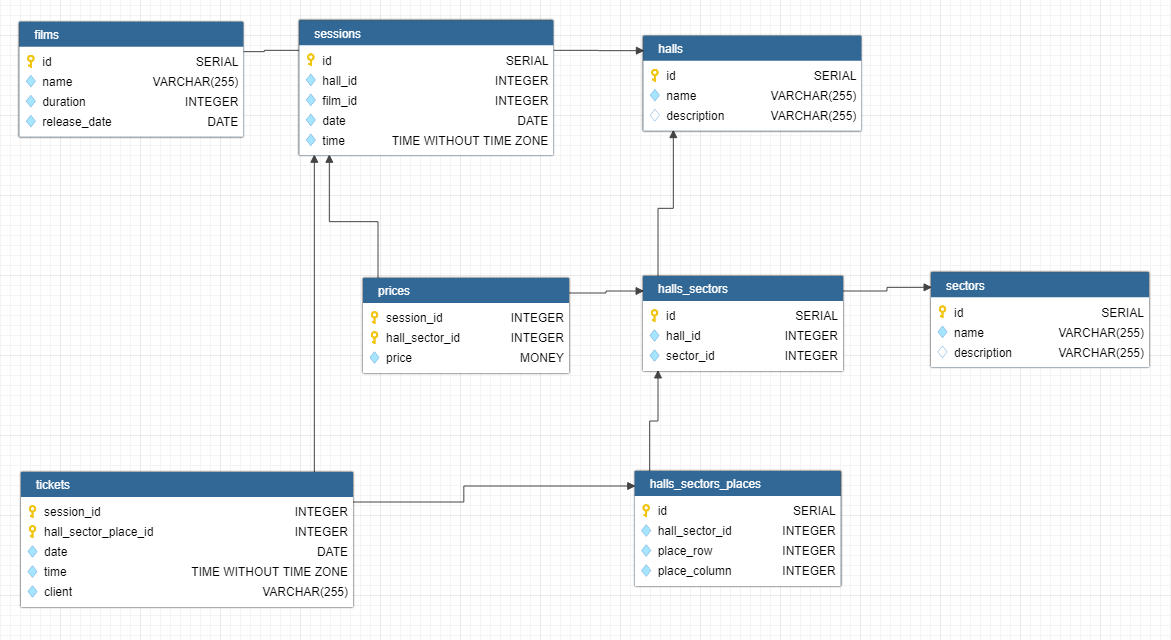 films
id SERIAL
name VARCHAR(255)
duration INTEGER
release_date DATE
sessions
id SERIAL
hall_id INTEGER
film_id INTEGER
date DATE
time TIME WITHOUT TIME ZONE
halls
id SERIAL
name VARCHAR(255)
description VARCHAR(255)
prices
session_id INTEGER
hall_sector_id INTEGER
price MONEY
halls_sectors
id SERIAL
hall_id INTEGER
sector_id INTEGER
sectors
id SERIAL
name VARCHAR(255)
description VARCHAR(255)
tickets
session_id INTEGER
hall_sector_place_id INTEGER
date DATE
time TIME WITHOUT TIME ZONE
client VARCHAR(255)
halls_sectors_places
id SERIAL
hall_sector_id INTEGER
place_row INTEGER
place_column INTEGER